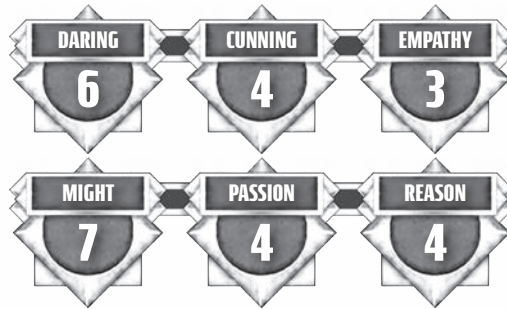 DARING CUNNING EMPATHY
6 4 3
MIGHT PASSION REASON
7 4 4